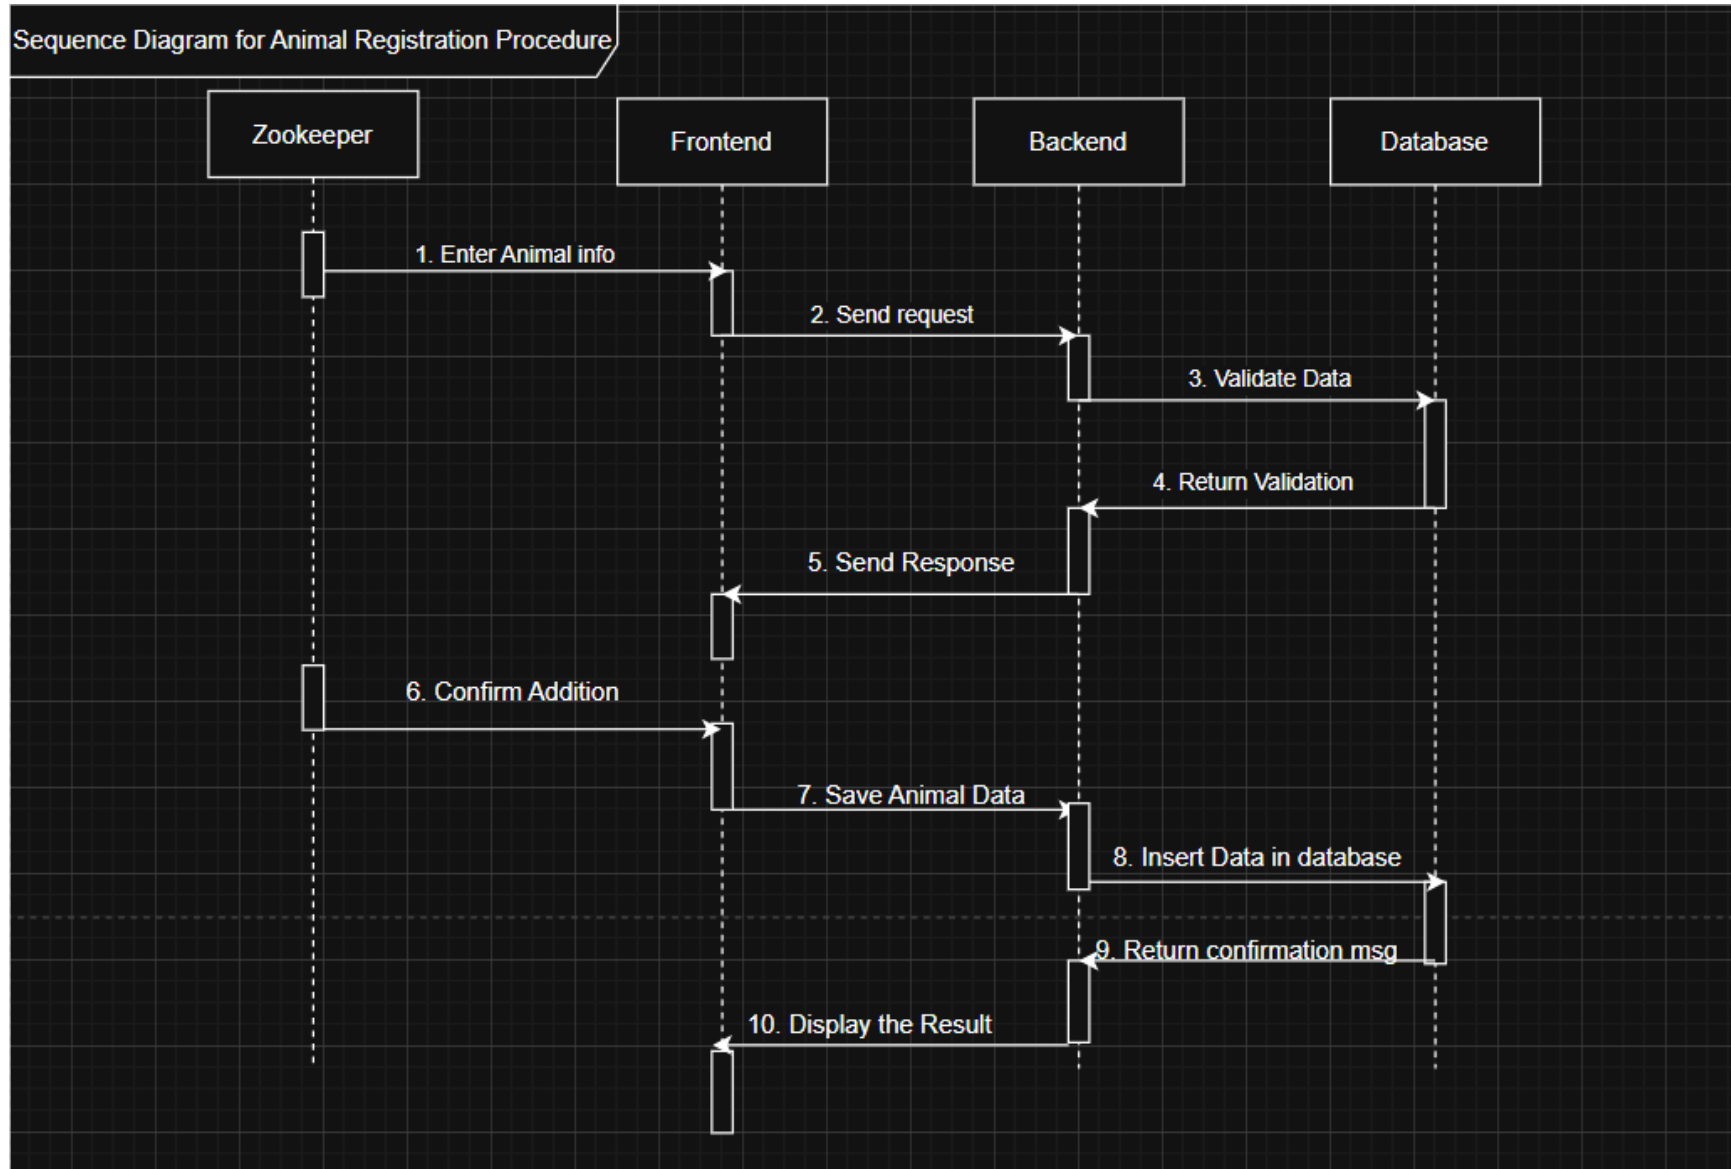 Sequence Diagram for Animal Registration Procedure
Zookeeper
Frontend
Backend
Database
1. Enter Animal info
2. Send request
3. Validate Data
4. Return Validation
5. Send Response
6. Confirm Addition
7. Save Animal Data
8. Insert Data in database
9. Return confirmation msg
10. Display the Result